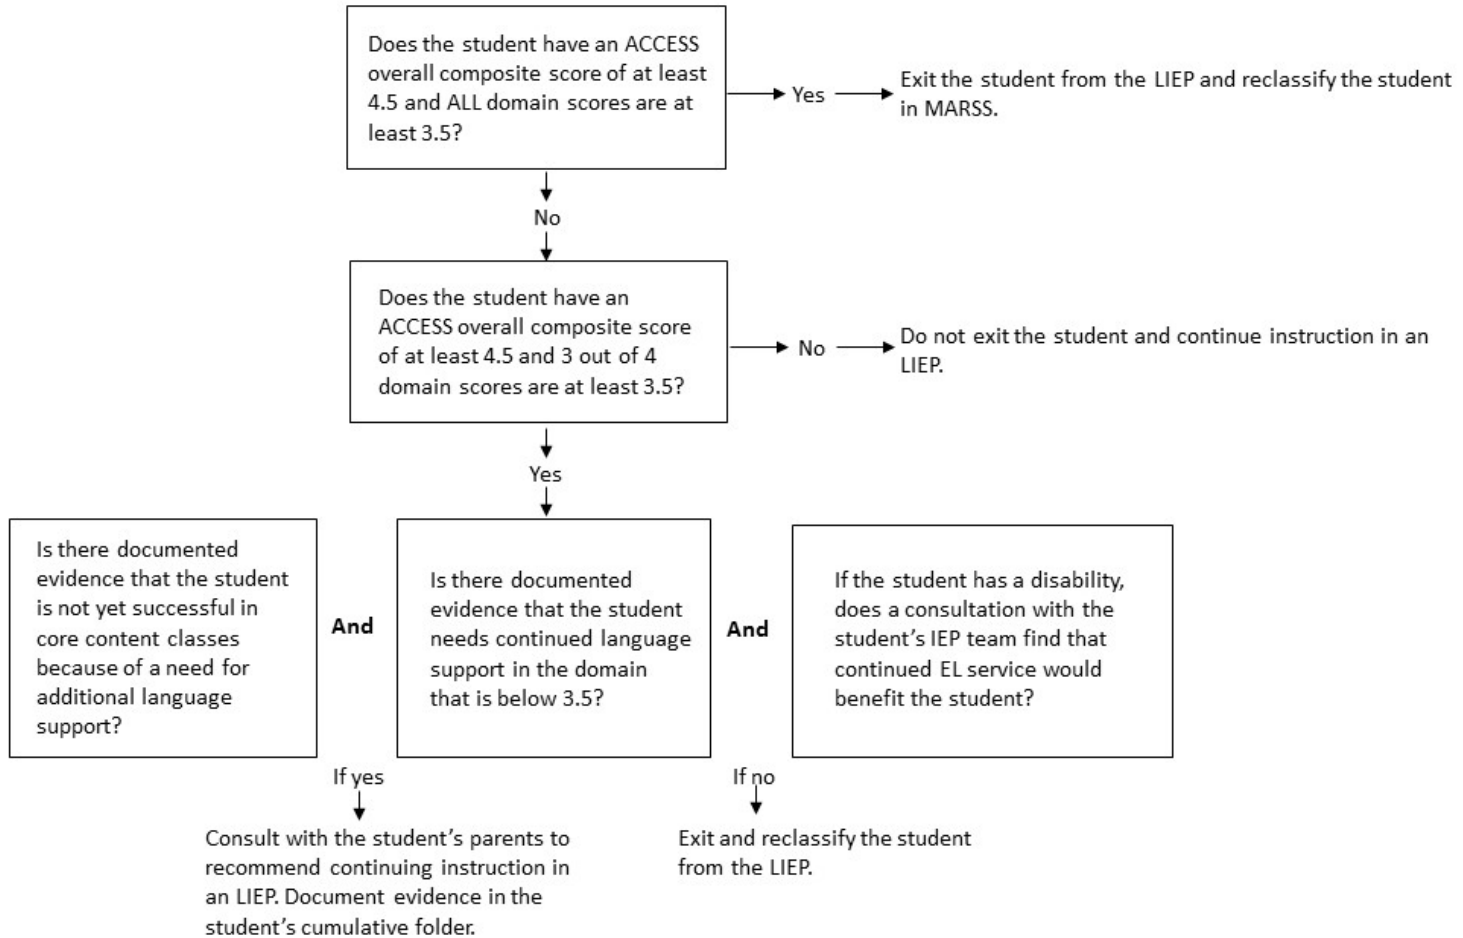 Does the student have an ACCESS
overall composite score of at least
4.5 and ALL domain scores are at
least 3.5?
Yes
Exit the student from the LIEP and reclassify the student
in MARSS.
No
Does the student have an
ACCESS overall composite score
of at least 4.5 and 3 out of 4
domain scores are at least 3.5?
No
Do not exit the student and continue instruction in an
LIEP.
Yes
Is there documented
evidence that the student
is not yet successful in
core content classes
because of a need for
additional language
support?
And
Is there documented
evidence that the student
needs continued language
support in the domain
that is below 3.5?
And
If the student has a disability,
does a consultation with the
student’s IEP team find that
continued EL service would
benefit the student?
If yes
Consult with the student’s parents to
recommend continuing instruction in
an LIEP. Document evidence in the
student’s cumulative folder.
If no
Exit and reclassify the student
from the LIEP.